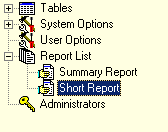 Tables
System Options
User Options
Report List
Summary Report
Short Report
Administrators